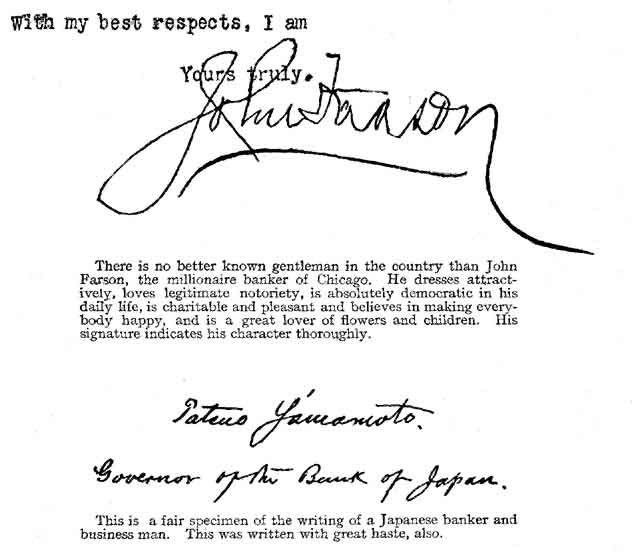 With my best respects, I am
Yours truly.
John Farson
There is no better known gentleman in the country than John
Farson, the millionaire banker of Chicago. He dresses attract-
ively, loves legitimate notoriety, is absolutely democratic in his
daily life, is charitable and pleasant and believes in making every-
body happy, and is a great lover of flowers and children. His
signature indicates his character thoroughly.
Tatsuo Yamamoto.
Governor of the Bank of Japan.
This is a fair specimen of the writing of a Japanese banker and
business man. This was written with great haste, also.